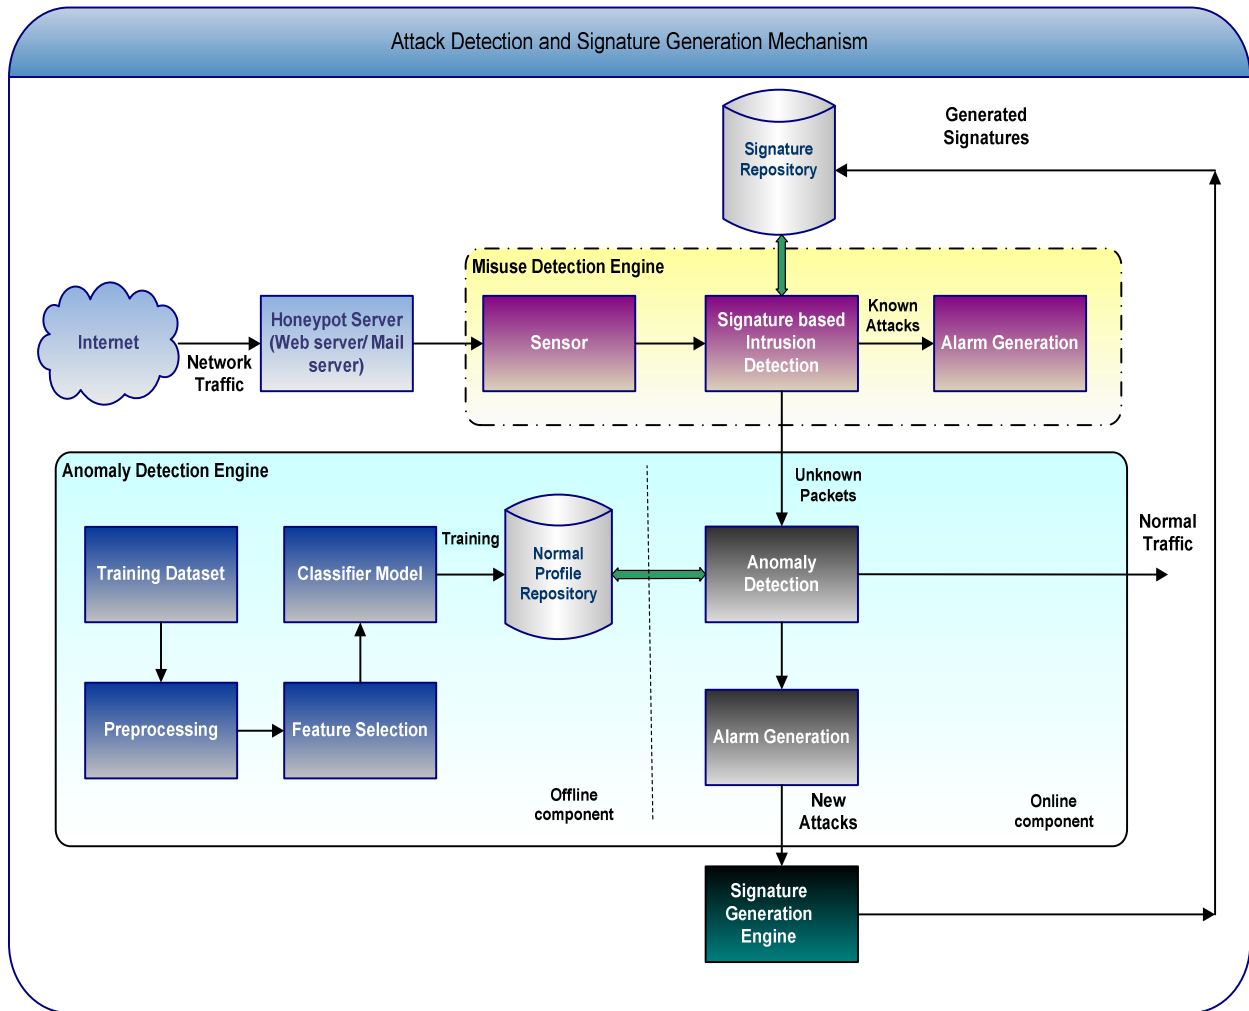 Attack Detection and Signature Generation Mechanism
Generated
Signatures
Signature
Repository
Misuse Detection Engine
Internet
Network
Traffic
Honeypot Server
(Web server/ Mail
server)
Sensor
Signature based
Intrusion
Detection
Known
Attacks
Alarm Generation
Anomaly Detection Engine
Unknown
Packets
Training Dataset
Classifier Model
Training
Normal
Profile
Repository
Anomaly
Detection
Normal
Traffic
Preprocessing
Feature Selection
Alarm Generation
Offline
component
New
Attacks
Online
component
Signature
Generation
Engine